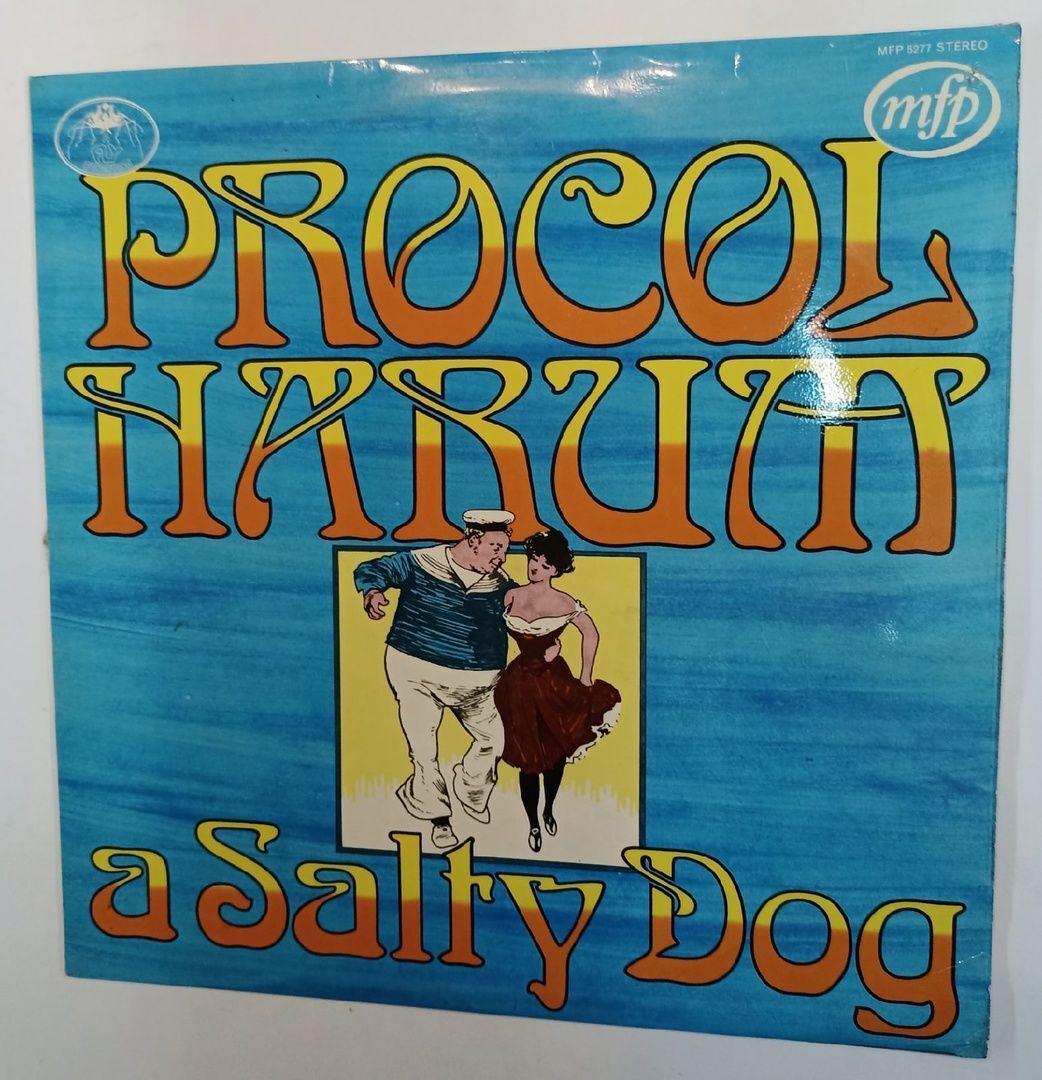 MFP 5277 STEREO
mfp
PROCOL
HARUM
a Salty Dog